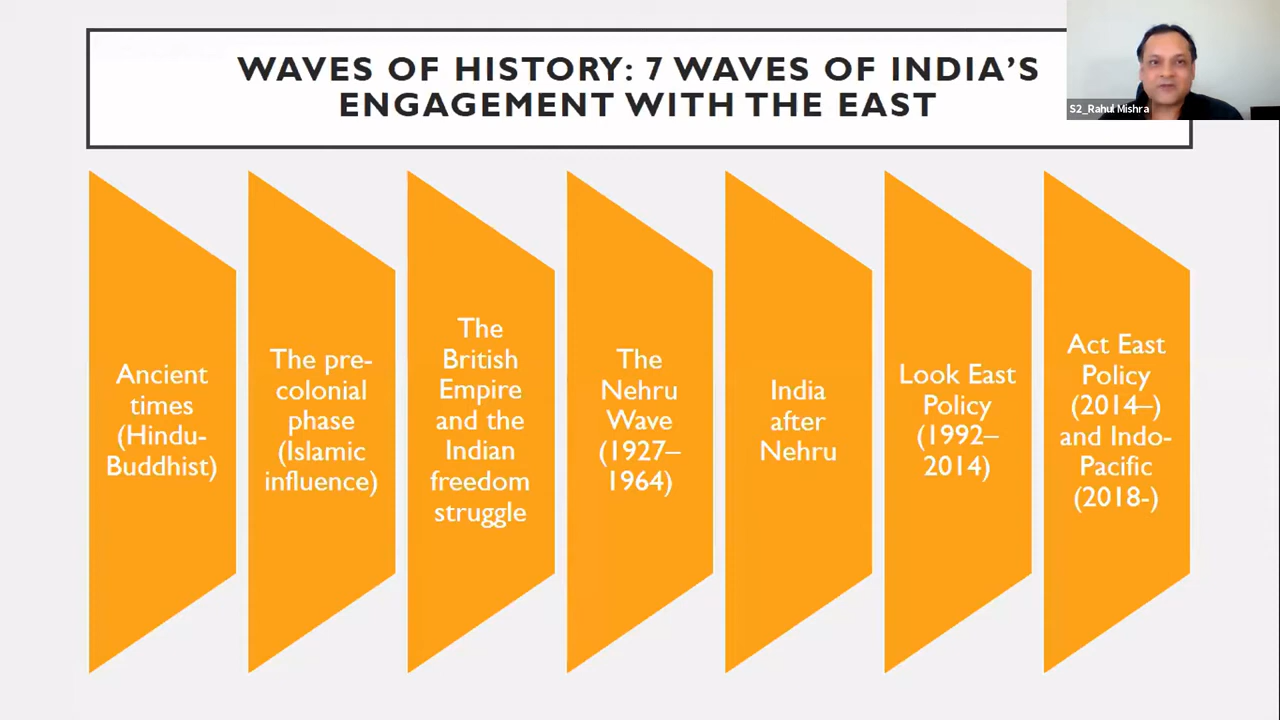 WAVES OF HISTORY: 7 WAVES OF INDIA'S
ENGAGEMENT WITH THE EAST
S2_Rahul Mishra
Ancient
times
(Hindu-
Buddhist)
The pre-
colonial
phase
(Islamic
influence)
The
British
Empire
and the
Indian
freedom
struggle
The
Nehru
Wave
(1927–
1964)
India
after
Nehru
Look East
Policy
(1992–
2014)
Act East
Policy
(2014–)
and Indo-
Pacific
(2018-)